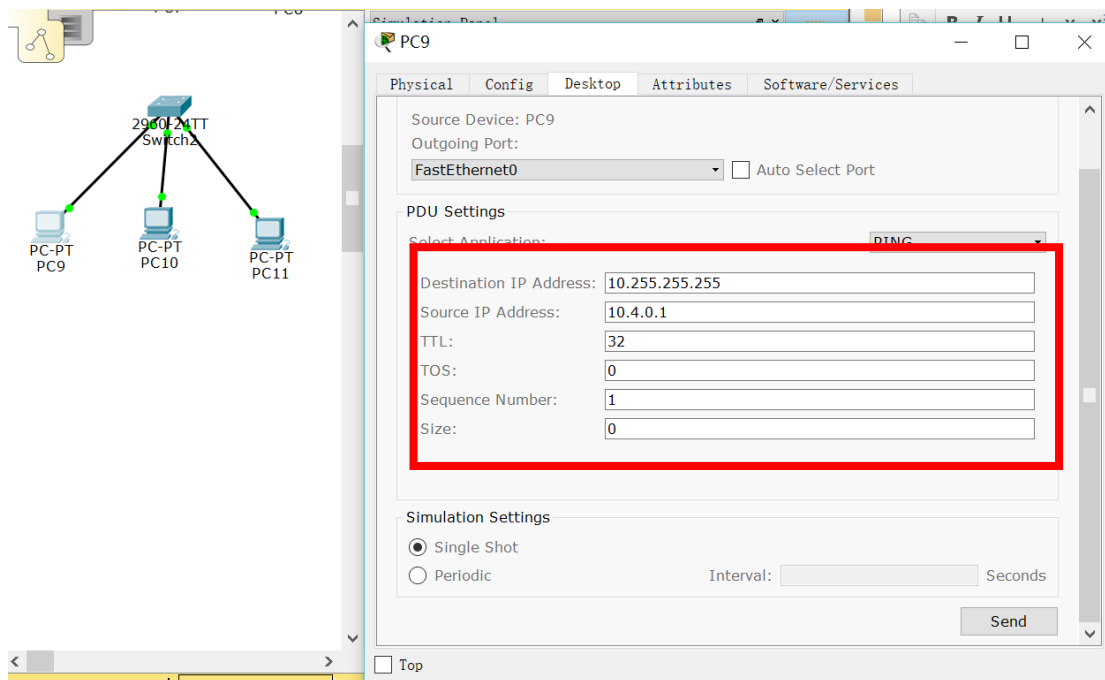 PC9
Physical
Config
Desktop
Attributes
Software/Services
2960-24TT
Switch2
PC-PT
PC9
PC-PT
PC10
PC-PT
PC11
Source Device: PC9
Outgoing Port:
FastEthernet0
Auto Select Port
PDU Settings
Select Application:
PING
Destination IP Address: 10.255.255.255
Source IP Address: 10.4.0.1
TTL: 32
TOS: 0
Sequence Number: 1
Size: 0
Simulation Settings
Single Shot
Periodic
Interval:
Seconds
Send
Top